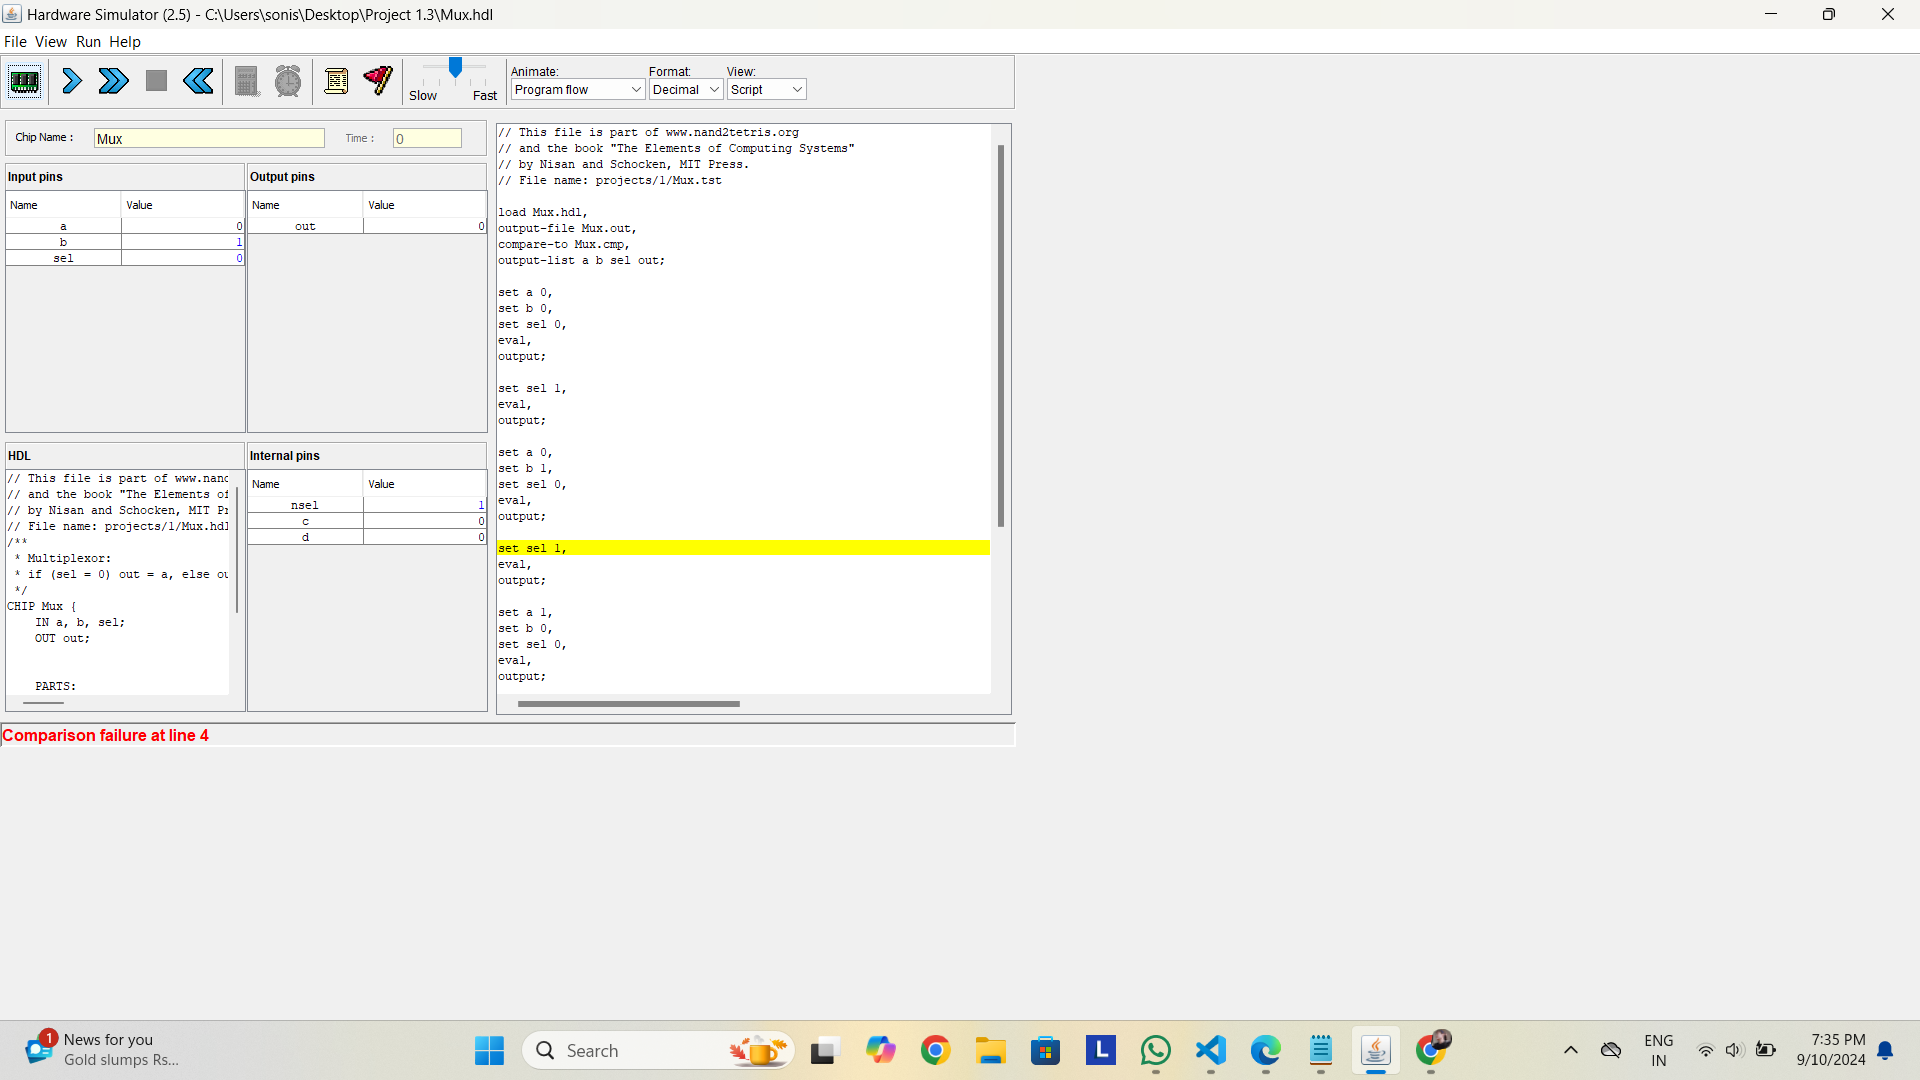 Hardware Simulator (2.5) - C:\Users\sonis\Desktop\Project 1.3\Mux.hdl
File View Run Help
Slow Fast
Animate: Format: View:
Program flow Decimal Script
Chip Name : Mux Time : 0
Input pins
Name Value
a 0
b 1
sel 0
Output pins
Name Value
out 0
HDL
// This file is part of www.nand
// and the book "The Elements of
// by Nisan and Schocken, MIT Pr
// File name: projects/1/Mux.hdl
/**
* Multiplexor:
* if (sel = 0) out = a, else ou
*/
CHIP Mux {
IN a, b, sel;
OUT out;
PARTS:
Internal pins
Name Value
nsel 1
c 0
d 0
// This file is part of www.nand2tetris.org
// and the book "The Elements of Computing Systems"
// by Nisan and Schocken, MIT Press.
// File name: projects/1/Mux.tst
load Mux.hdl,
output-file Mux.out,
compare-to Mux.cmp,
output-list a b sel out;
set a 0,
set b 0,
set sel 0,
eval,
output;
set sel 1,
eval,
output;
set a 0,
set b 1,
set sel 0,
eval,
output;
set sel 1,
eval,
output;
set a 1,
set b 0,
set sel 0,
eval,
output;
Comparison failure at line 4
1
News for you
Gold slumps Rs...
Search
L
ENG
IN
7:35 PM
9/10/2024